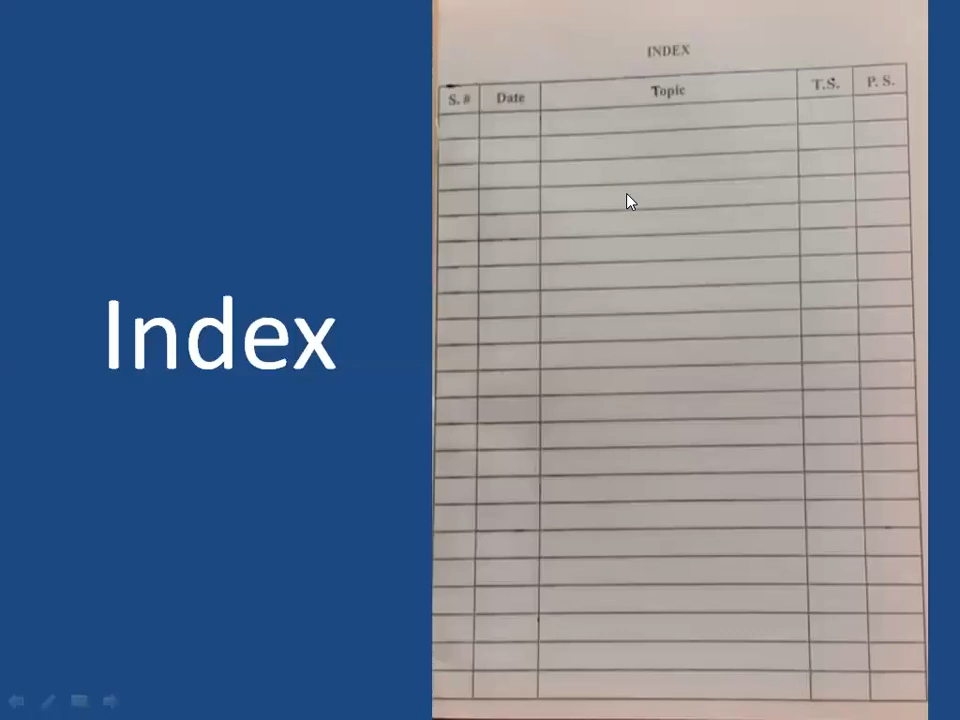 Index
INDEX
S. # Date Topic T.S. P. S.